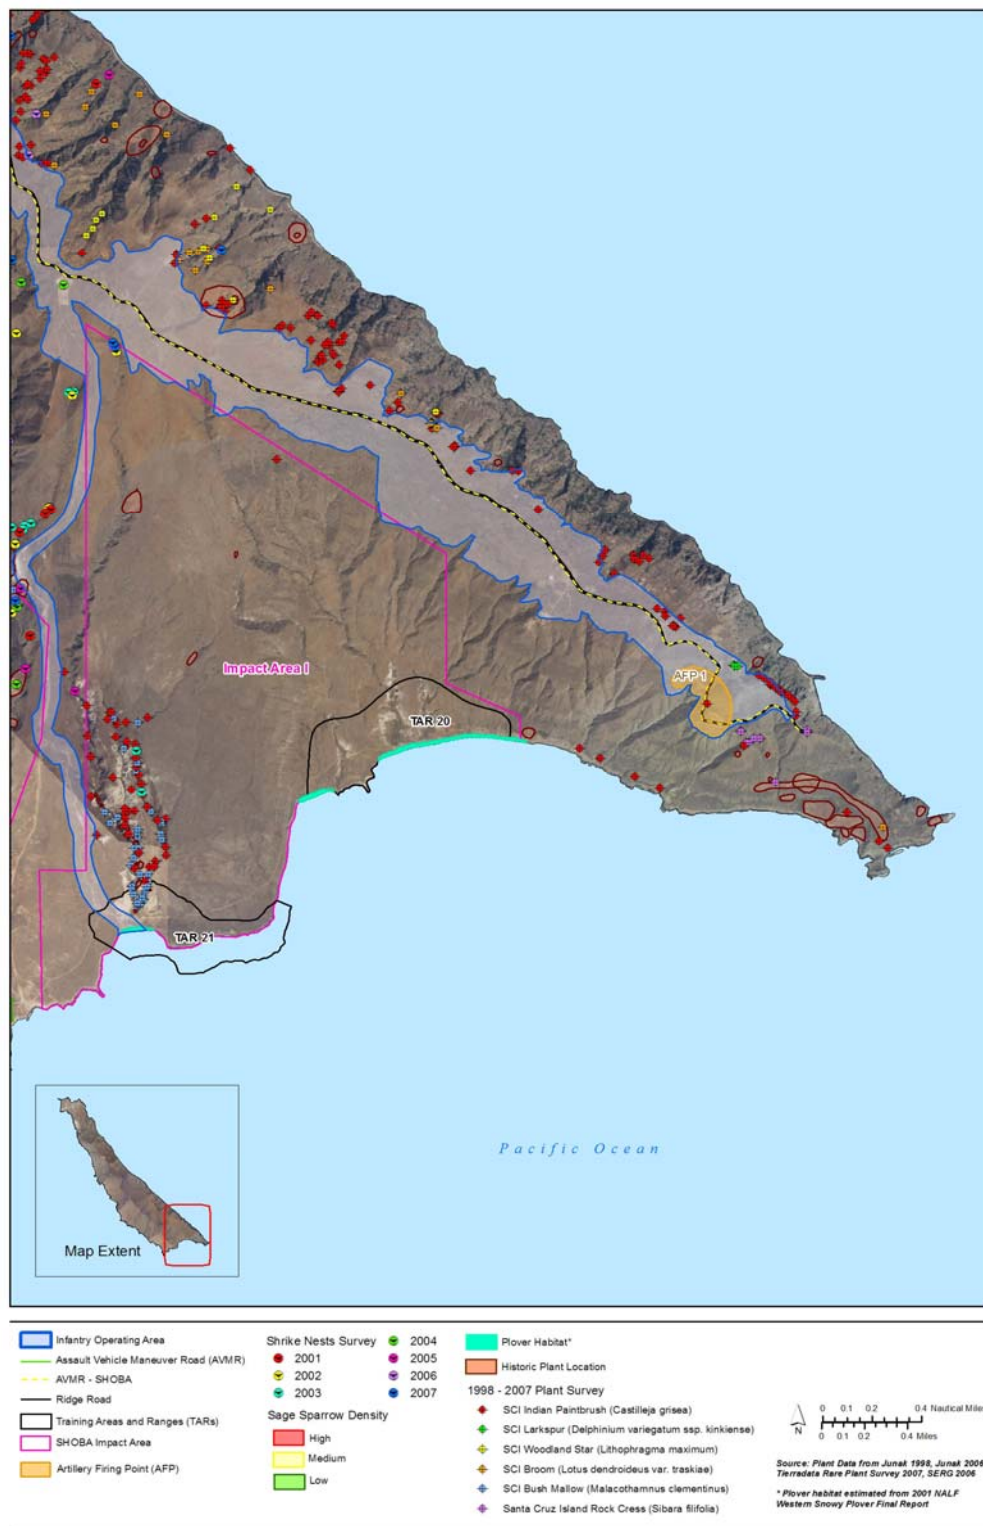 AFP 1
Impact Area I
TAR 20
TAR 21
Pacific Ocean
Map Extent
Infantry Operating Area
Assault Vehicle Maneuver Road (AVMR)
AVMR - SHOBA
Ridge Road
Training Areas and Ranges (TARs)
SHOBA Impact Area
Artillery Firing Point (AFP)
Shrike Nests Survey
2001
2002
2003
2004
2005
2006
2007
Sage Sparrow Density
High
Medium
Low
Plover Habitat*
Historic Plant Location
1998 - 2007 Plant Survey
SCI Indian Paintbrush (Castilleja grisea)
SCI Larkspur (Delphinium variegatum ssp. kinkiense)
SCI Woodland Star (Lithophragma maximum)
SCI Broom (Lotus dendroideus var. traskiae)
SCI Bush Mallow (Malacothamnus clementinus)
Santa Cruz Island Rock Cress (Sibara filifolia)
N
0 0.1 0.2 0.4 Nautical Miles
0 0.1 0.2 0.4 Miles
Source: Plant Data from Junak 1998, Junak 2006
Tierradata Rare Plant Survey 2007, SERG 2006
* Plover habitat estimated from 2001 NALF
Western Snowy Plover Final Report